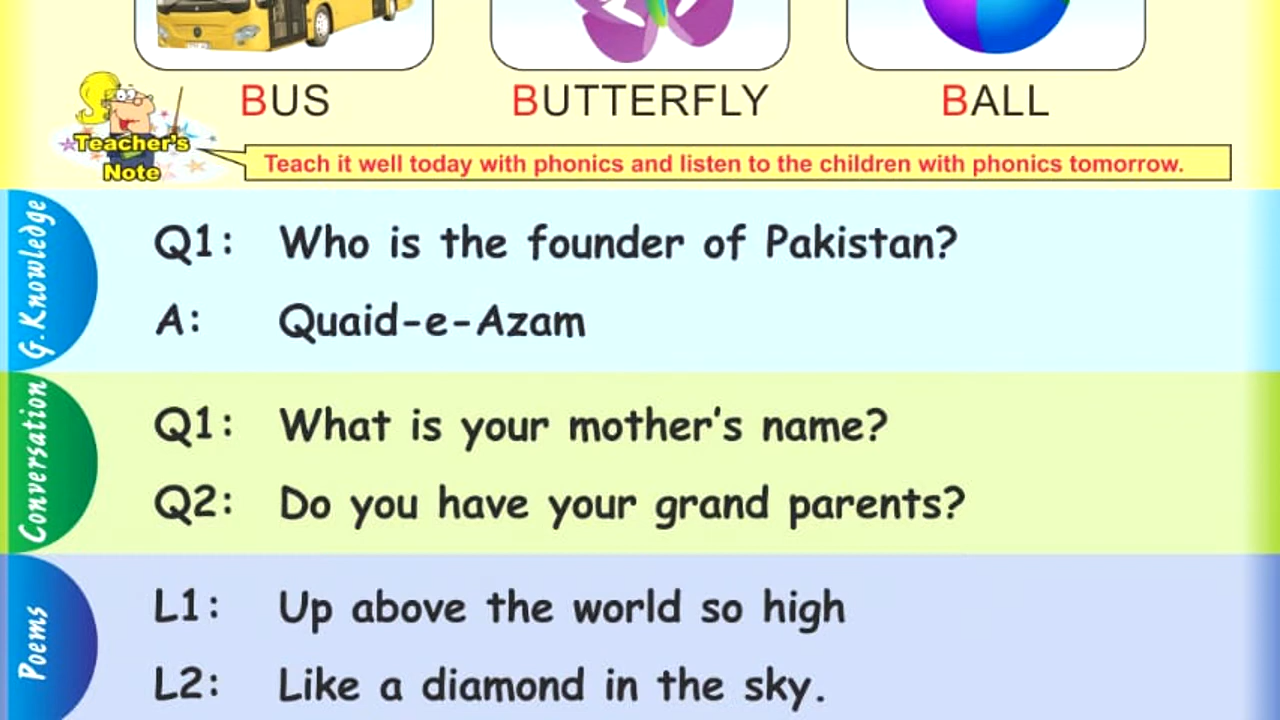 BUS BUTTERFLY BALL
Teacher's
Note
Teach it well today with phonics and listen to the children with phonics tomorrow.
G.Knowledge
Q1: Who is the founder of Pakistan?
A: Quaid-e-Azam
Conversation
Q1: What is your mother's name?
Q2: Do you have your grand parents?
Poems
L1: Up above the world so high
L2: Like a diamond in the sky.